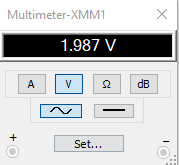 Multimeter-XMM1
1.987 V
A V Ω dB
+ Set... -